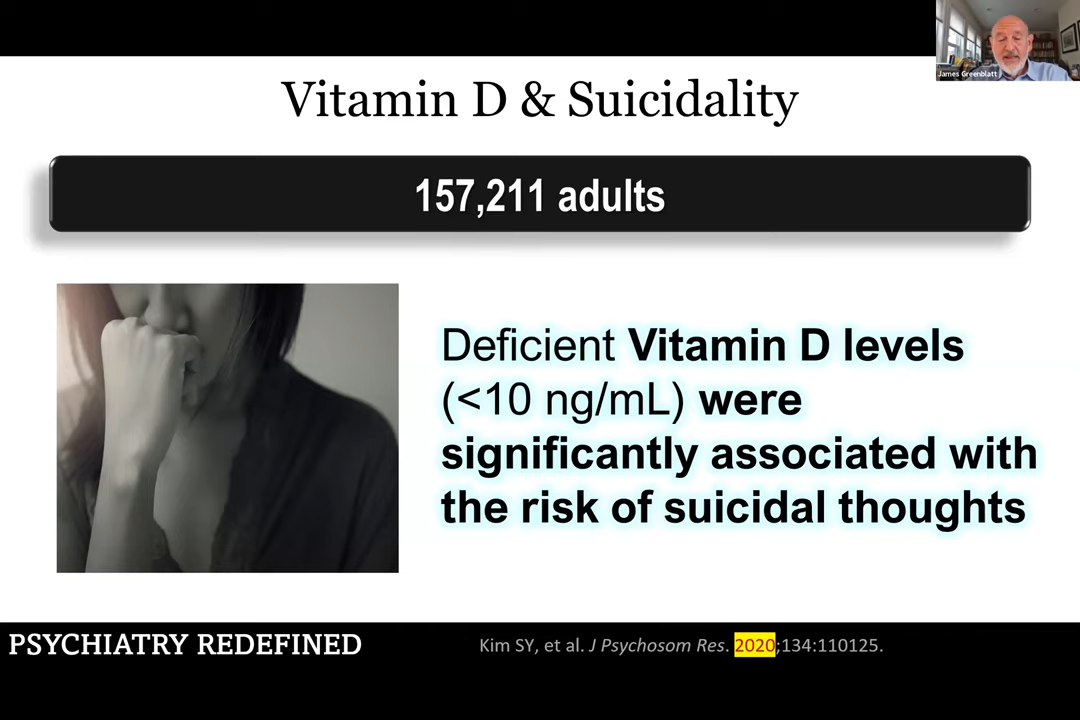 James Greenblatt
Vitamin D & Suicidality
157,211 adults
Deficient Vitamin D levels
(<10 ng/mL) were
significantly associated with
the risk of suicidal thoughts
PSYCHIATRY REDEFINED
Kim SY, et al. J Psychosom Res. 2020;134:110125.